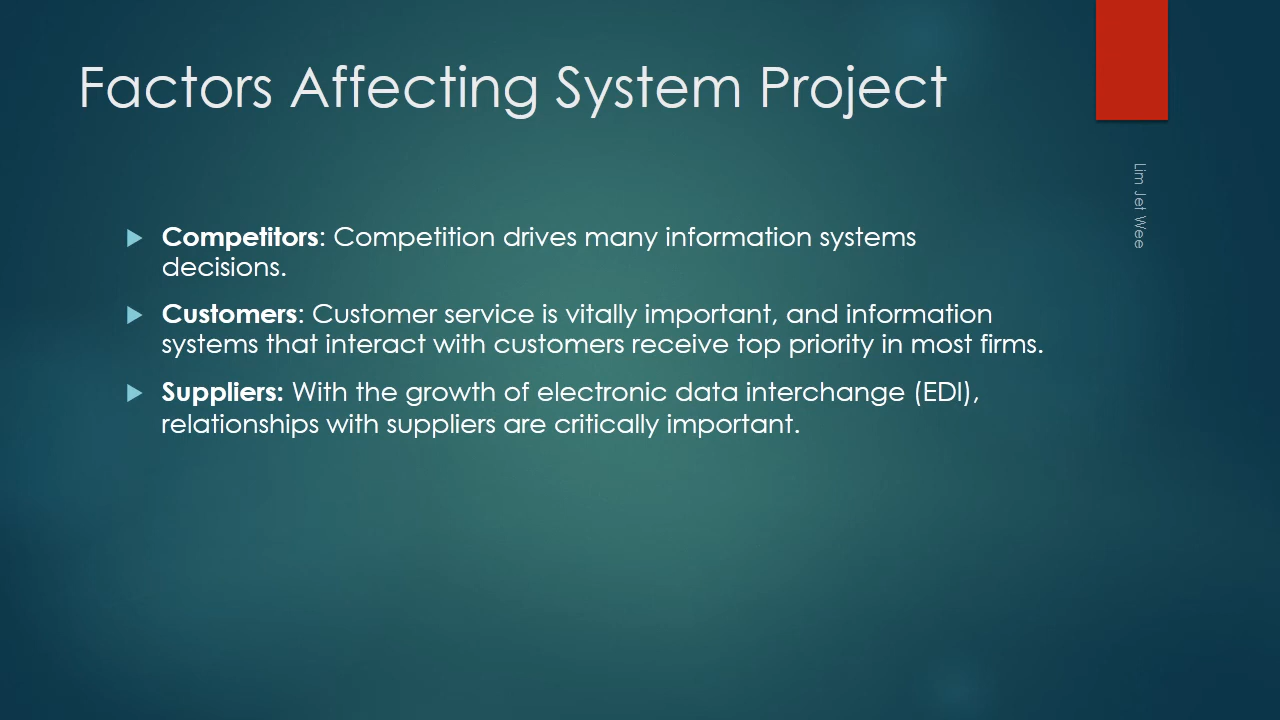 Factors Affecting System Project
Lim Jet Wee
Competitors: Competition drives many information systems
decisions.
Customers: Customer service is vitally important, and information
systems that interact with customers receive top priority in most firms.
Suppliers: With the growth of electronic data interchange (EDI),
relationships with suppliers are critically important.